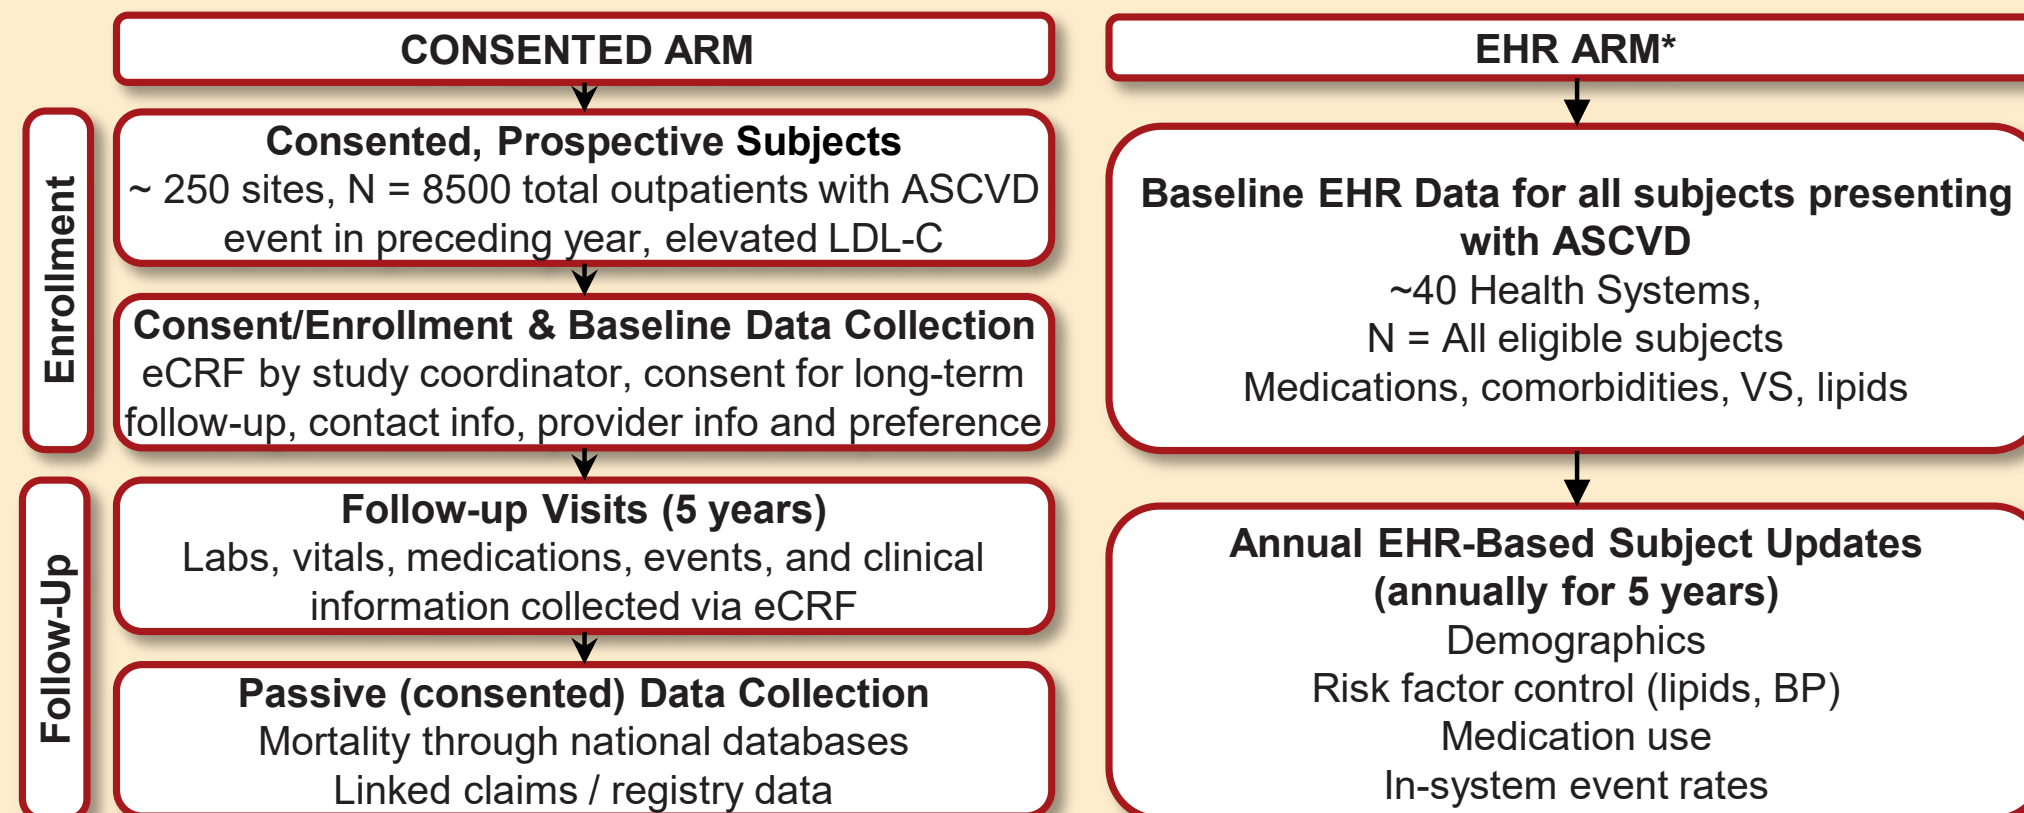 CONSENTED ARM
Enrollment
Consented, Prospective Subjects
~ 250 sites, N = 8500 total outpatients with ASCVD
event in preceding year, elevated LDL-C
Consent/Enrollment & Baseline Data Collection
eCRF by study coordinator, consent for long-term
follow-up, contact info, provider info and preference
Follow-Up
Follow-up Visits (5 years)
Labs, vitals, medications, events, and clinical
information collected via eCRF
Passive (consented) Data Collection
Mortality through national databases
Linked claims / registry data
EHR ARM*
Baseline EHR Data for all subjects presenting
with ASCVD
~40 Health Systems,
N = All eligible subjects
Medications, comorbidities, VS, lipids
Annual EHR-Based Subject Updates
(annually for 5 years)
Demographics
Risk factor control (lipids, BP)
Medication use
In-system event rates